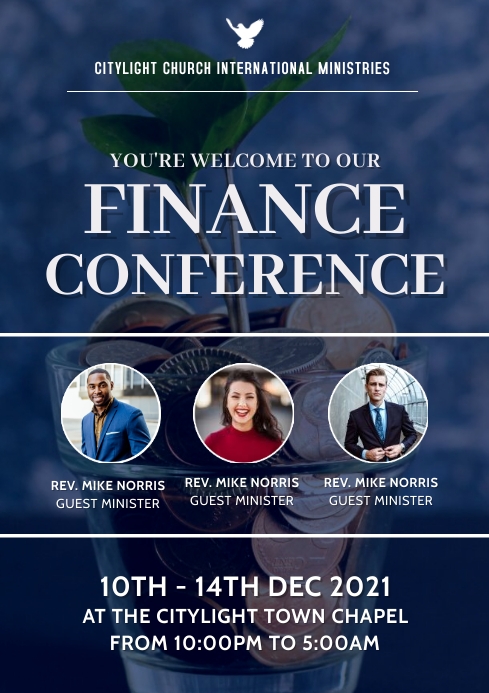 CITYLIGHT CHURCH INTERNATIONAL MINISTRIES
YOU'RE WELCOME TO OUR
FINANCE
CONFERENCE
REV. MIKE NORRIS
GUEST MINISTER
REV. MIKE NORRIS
GUEST MINISTER
REV. MIKE NORRIS
GUEST MINISTER
10TH - 14TH DEC 2021
AT THE CITYLIGHT TOWN CHAPEL
FROM 10:00PM TO 5:00AM